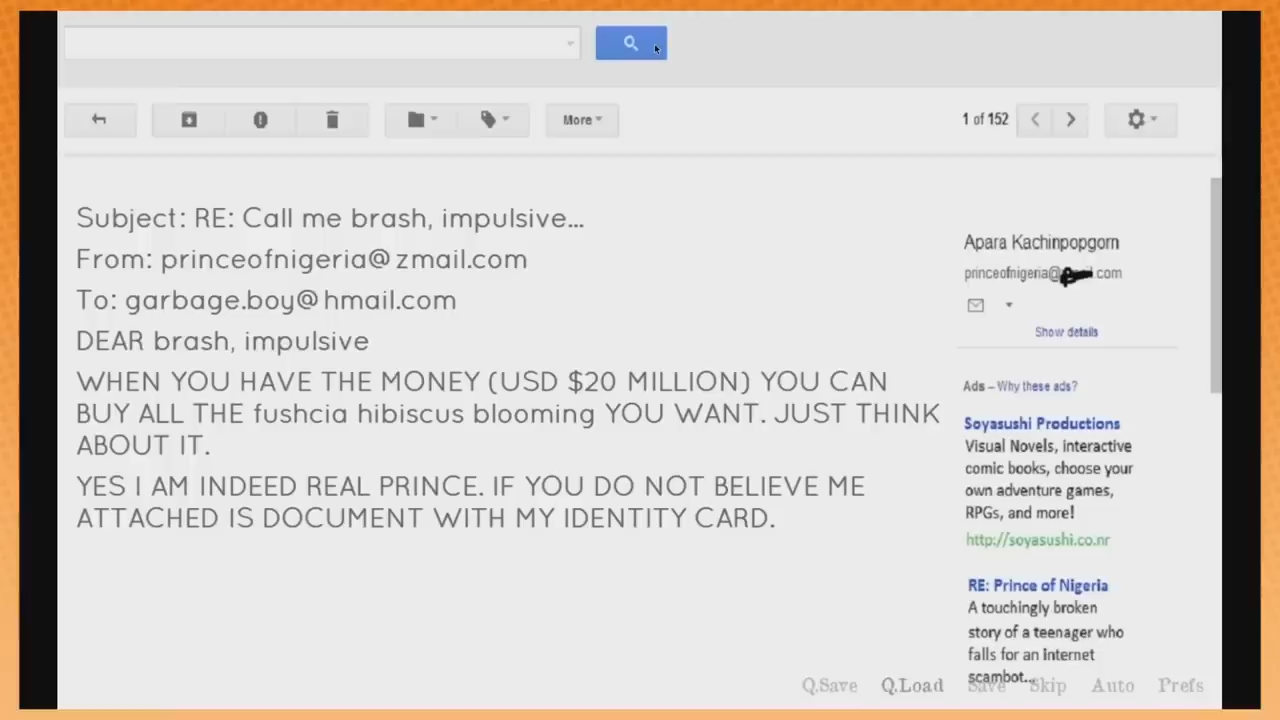 More
1 of 152
Subject: RE: Call me brash, impulsive...
From: princeofnigeria@zmail.com
To: garbage.boy@hmail.com
DEAR brash, impulsive
WHEN YOU HAVE THE MONEY (USD $20 MILLION) YOU CAN
BUY ALL THE fushcia hibiscus blooming YOU WANT. JUST THINK
ABOUT IT.
YES I AM INDEED REAL PRINCE. IF YOU DO NOT BELIEVE ME
ATTACHED IS DOCUMENT WITH MY IDENTITY CARD.
Apara Kachinpopgorn
princeofnigeria@ .com
Show details
Ads – Why these ads?
Soyasushi Productions
Visual Novels, interactive
comic books, choose your
own adventure games,
RPGs, and more!
http://soyasushi.co.nr
RE: Prince of Nigeria
A touchingly broken
story of a teenager who
falls for an internet
scambot...
Q.Save Q.Load Save Skip Auto Prefs